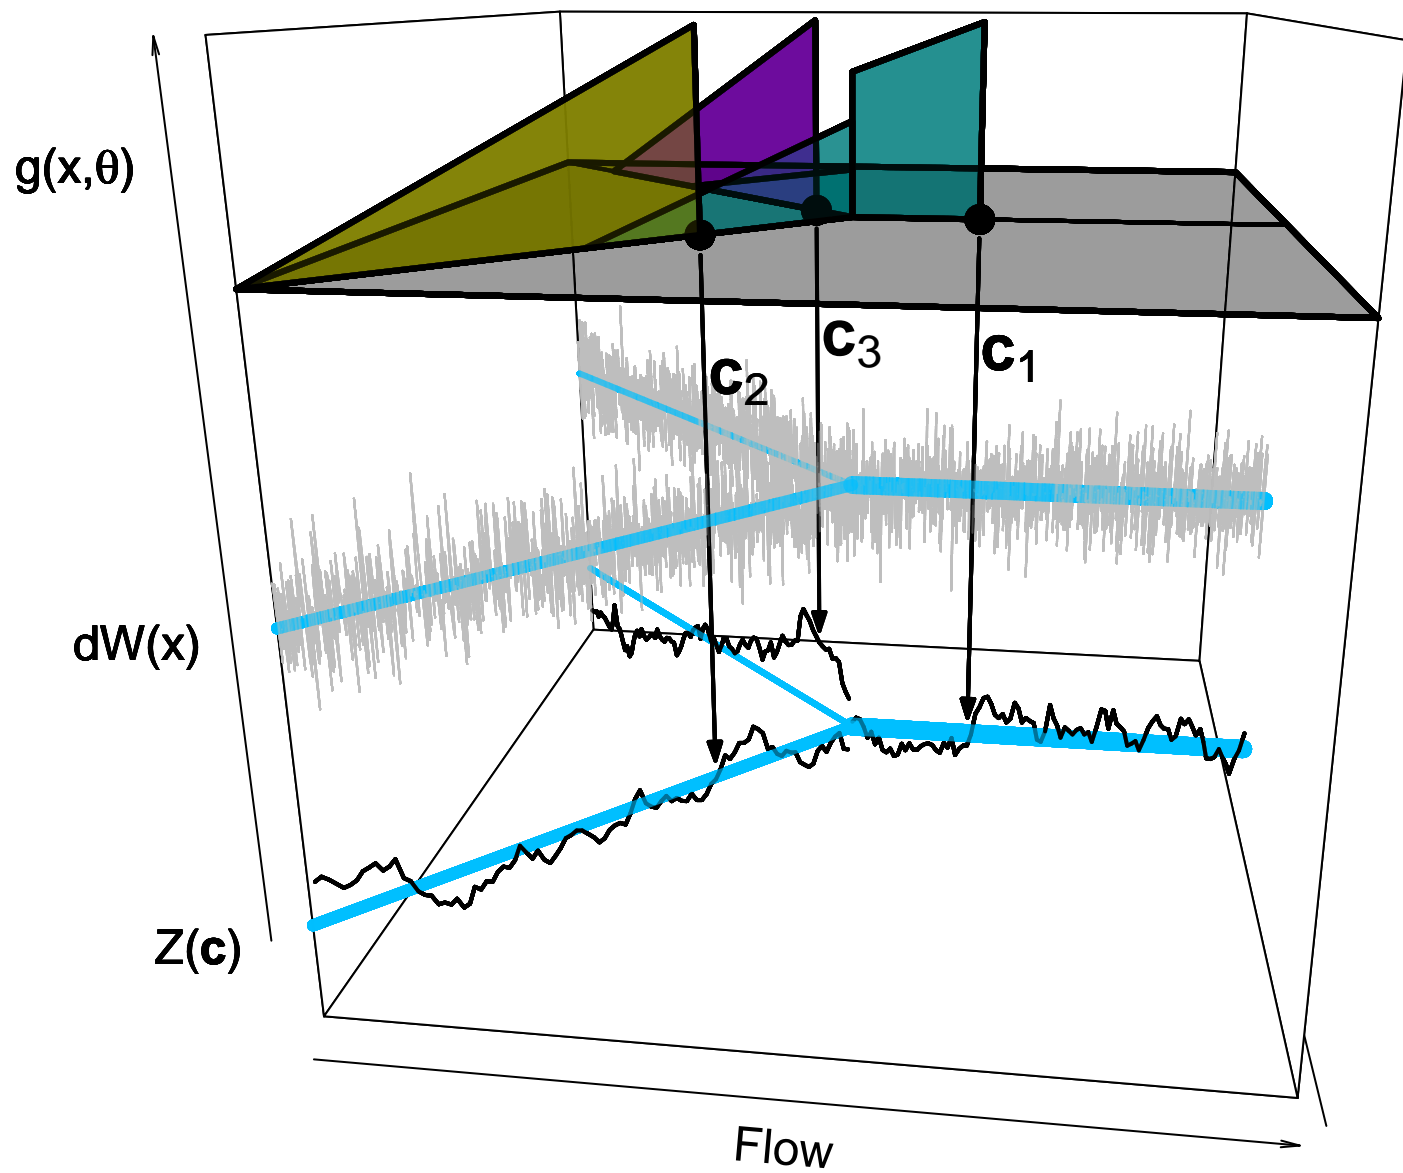 g(x,θ)
c3
c1
c2
dW(x)
Z(c)
Flow